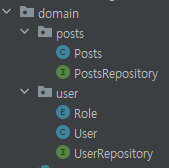 domain
posts
Posts
PostsRepository
user
Role
User
UserRepository